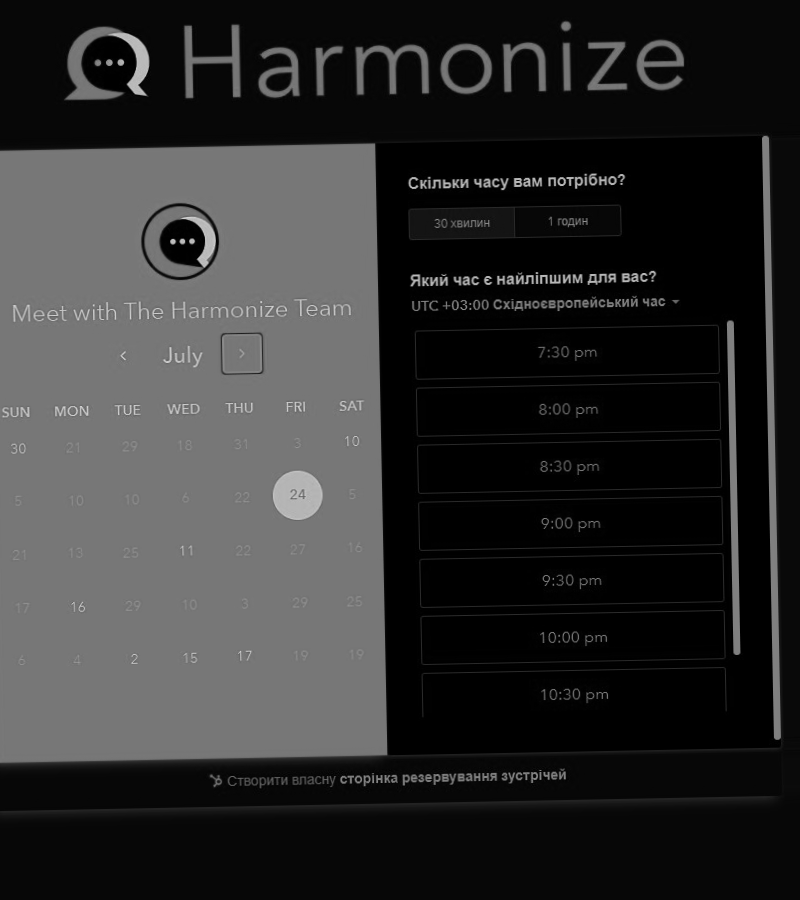 Harmonize
Meet with The Harmonize Team
July
SUN MON TUE WED THU FRI SAT
30 21 29 18 31 3 10
5 10 10 6 22 24 5
21 13 25 11 22 27 16
17 16 29 10 3 29 25
6 4 2 15 17 19 19
Скільки часу вам потрібно?
30 хвилин 1 годин
Який час є найліпшим для вас?
UTC +03:00 Східноєвропейський час
7:30 pm
8:00 pm
8:30 pm
9:00 pm
9:30 pm
10:00 pm
10:30 pm
Створити власну сторінка резервування зустрічей